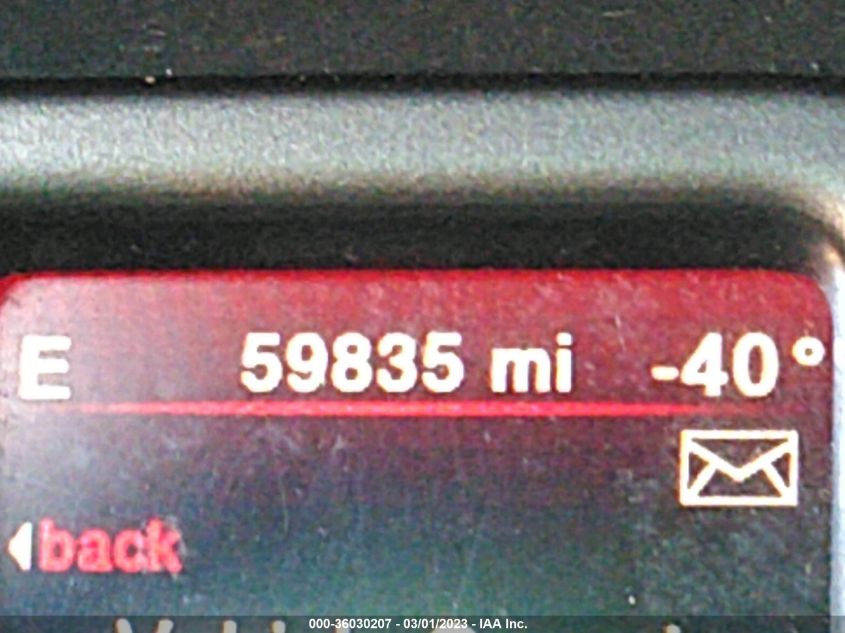 E 59835 mi -40°
back
000-36030207 - 03/01/2023 - IAA Inc.